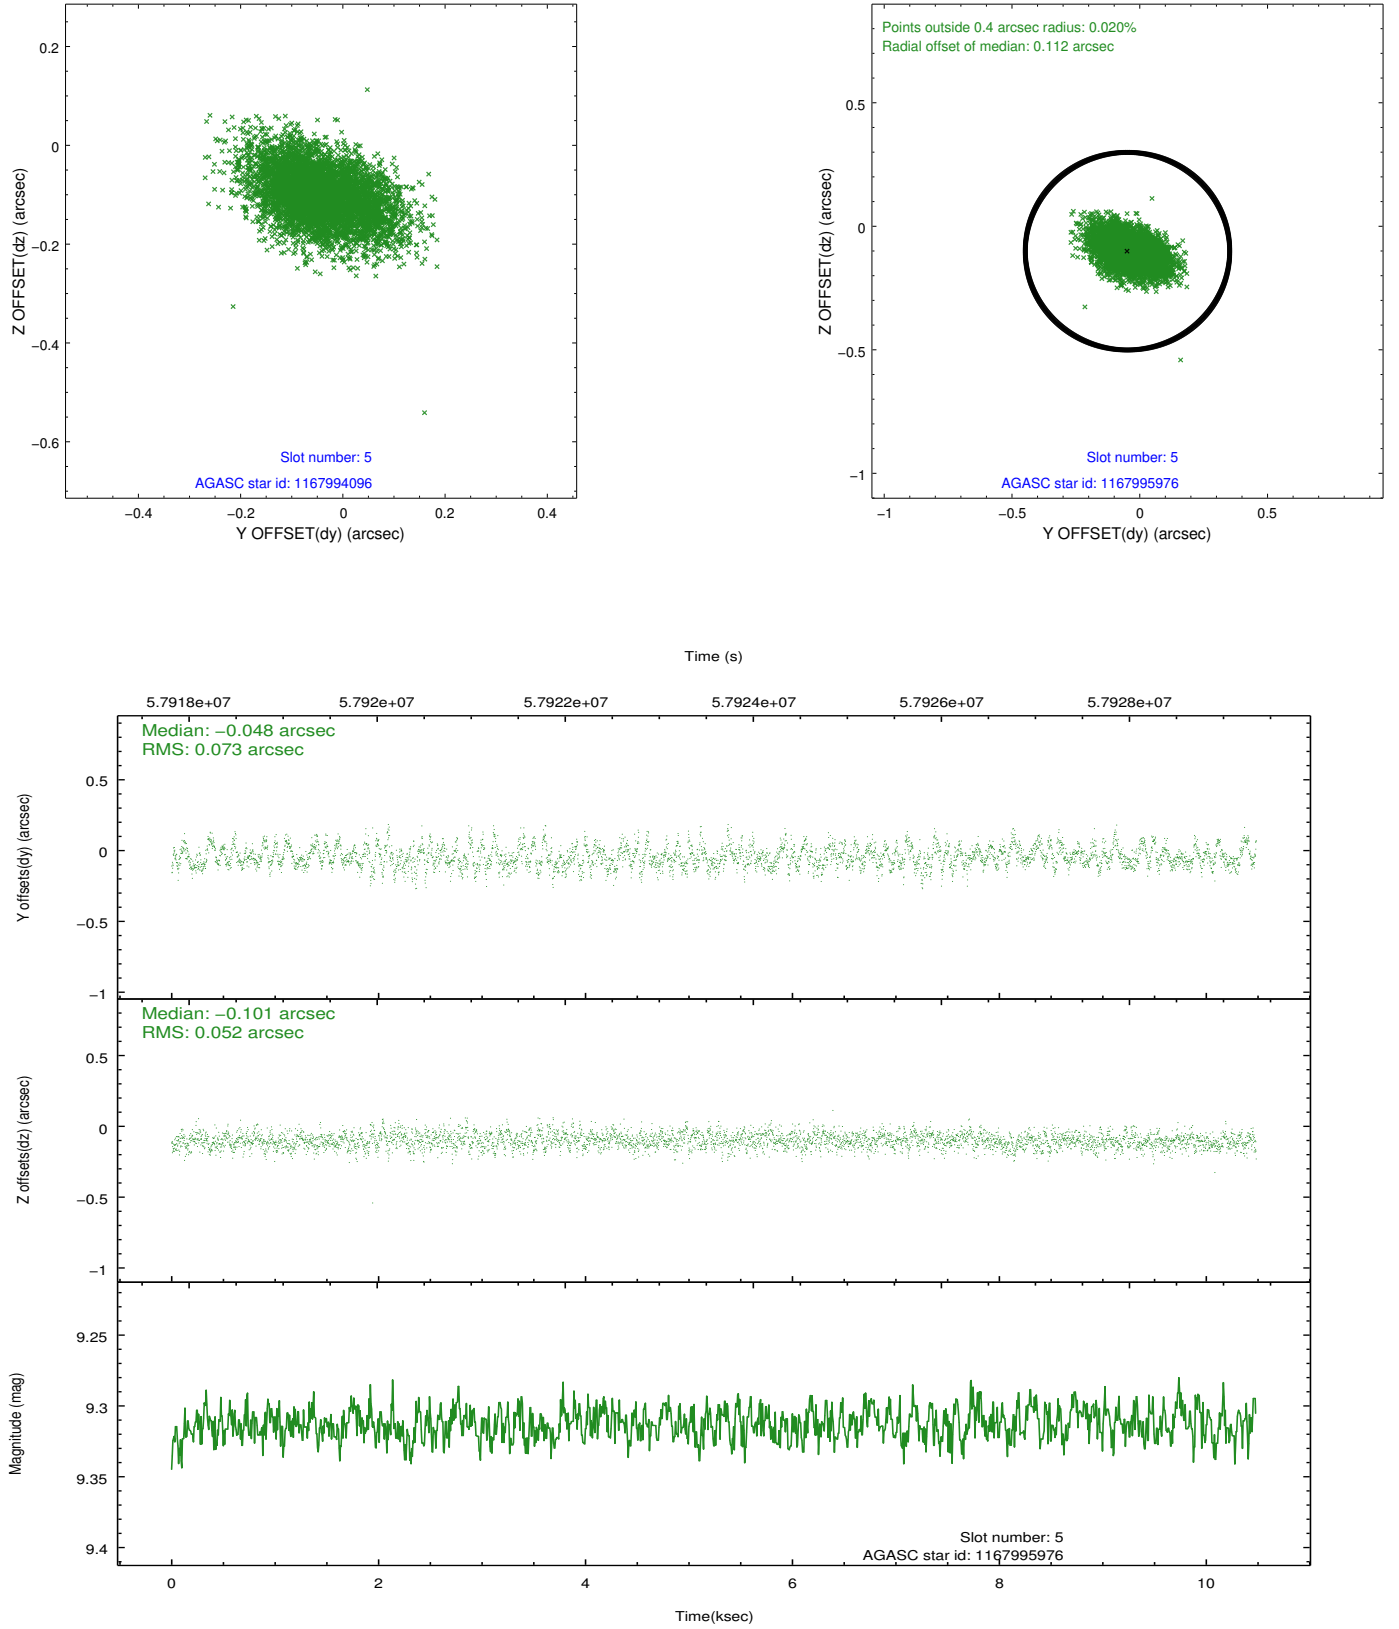 0.2
0
−0.2
−0.4
−0.6
Z OFFSET(dz) (arcsec)
Slot number: 5
AGASC star id: 1167994096
−0.4 −0.2 0 0.2 0.4
Y OFFSET(dy) (arcsec)
Points outside 0.4 arcsec radius: 0.020%
Radial offset of median: 0.112 arcsec
0.5
0
−0.5
−1
Z OFFSET(dz) (arcsec)
Slot number: 5
AGASC star id: 1167995976
−1 −0.5 0 0.5
Y OFFSET(dy) (arcsec)
Time (s)
5.7918e+07 5.792e+07 5.7922e+07 5.7924e+07 5.7926e+07 5.7928e+07
Median: −0.048 arcsec
RMS: 0.073 arcsec
0.5
0
−0.5
−1
Y offsets(dy) (arcsec)
Median: −0.101 arcsec
RMS: 0.052 arcsec
0.5
0
−0.5
−1
Z offsets(dz) (arcsec)
9.25
9.3
9.35
9.4
Magnitude (mag)
Slot number: 5
AGASC star id: 1167995976
0 2 4 6 8 10
Time(ksec)